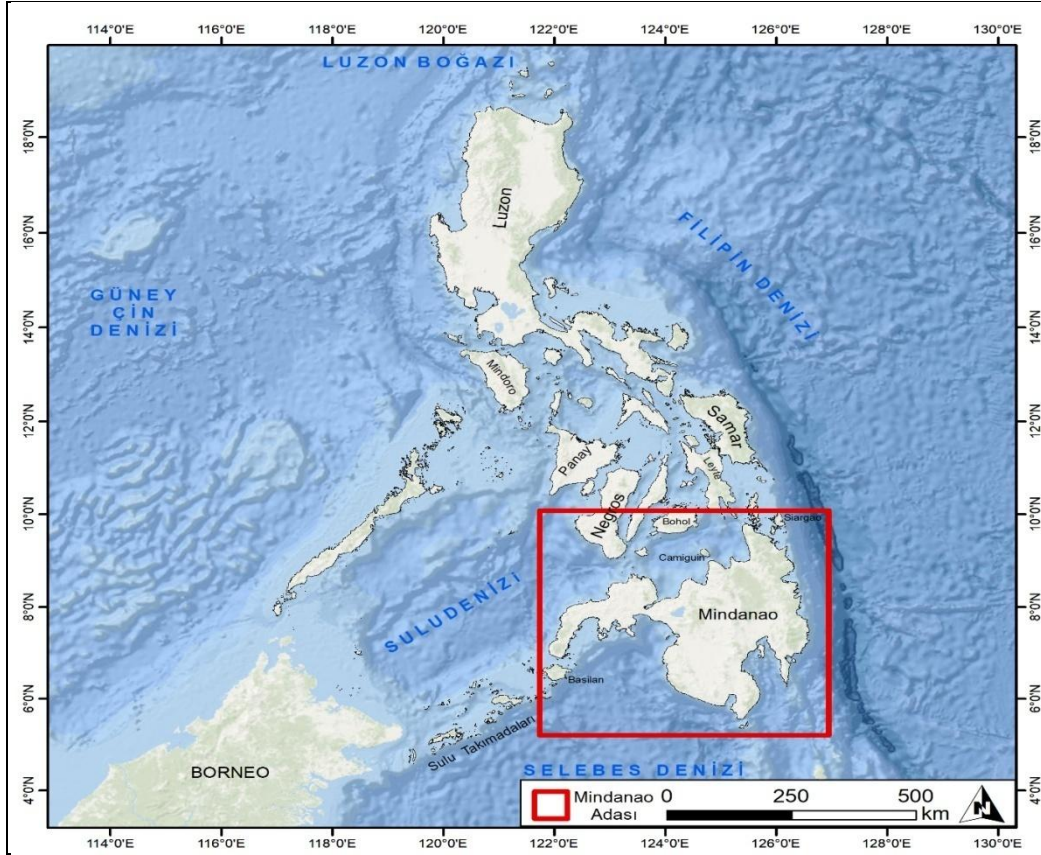 114°0'E 116°0'E 118°0'E 120°0'E 122°0'E 124°0'E 126°0'E 128°0'E 130°0'E
LUZON BOĞAZI
18°0'N
18°0'N
Luzon
16°0'N
16°0'N
FİLİPİN DENİZİ
GÜNEY
ÇİN
DENİZİ
14°0'N
14°0'N
Mindoro
12°0'N
12°0'N
Samar
Panay
Leyte
10°0'N
10°0'N
Negros
Bohol
Siargao
Camiguin
SULUDENİZİ
8°0'N
8°0'N
Mindanao
Basilan
6°0'N
6°0'N
Sulu Takımadaları
BORNEO
SELEBES DENİZİ
4°0'N
4°0'N
Mindanao
Adası
0 250 500
km
N
114°0'E 116°0'E 118°0'E 120°0'E 122°0'E 124°0'E 126°0'E 128°0'E 130°0'E